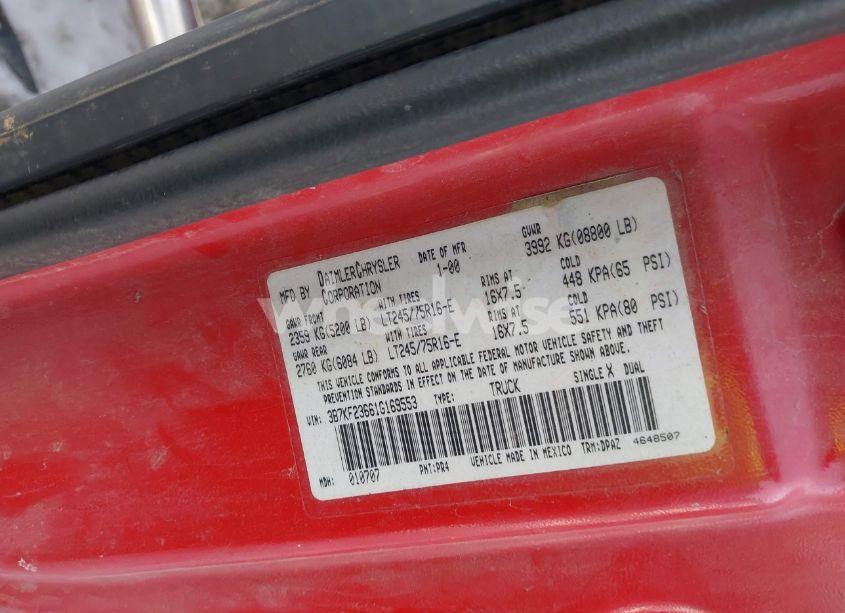 MFD BY DAIMLERCHRYSLER CORPORATION DATE OF MFR 1-00 GVWR 3992 KG(08800 LB)
GAWR FRONT WITH TIRES RIMS AT COLD
2359 KG(5200 LB) LT245/75R16-E 16X7.5 448 KPA(65 PSI)
GAWR REAR WITH TIRES RIMS AT COLD
2760 KG(6084 LB) LT245/75R16-E 16X7.5 551 KPA(80 PSI)
THIS VEHICLE CONFORMS TO ALL APPLICABLE FEDERAL MOTOR VEHICLE SAFETY AND THEFT
PREVENTION STANDARDS IN EFFECT ON THE DATE OF MANUFACTURE SHOWN ABOVE.
VIN: 3B7KF23661G169553 TYPE: TRUCK SINGLE X DUAL
MDH: 010707 PNT:PR4 VEHICLE MADE IN MEXICO TRM:DPAZ 4648507
wheelwise